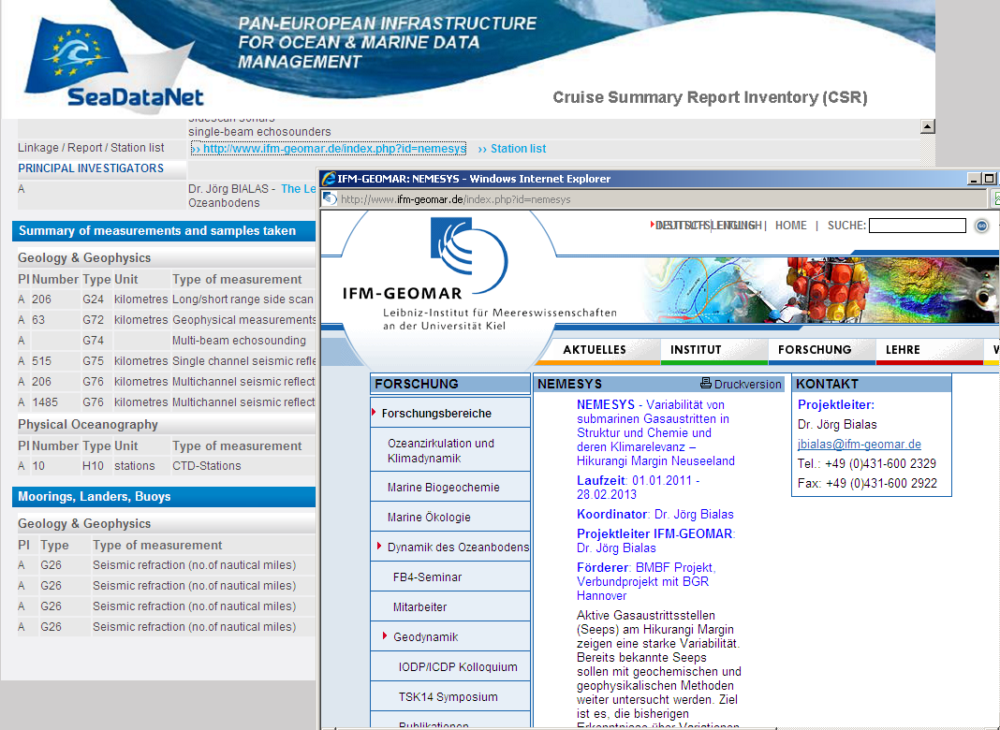 PAN-EUROPEAN INFRASTRUCTURE
FOR OCEAN & MARINE DATA
MANAGEMENT
SeaDataNet
Cruise Summary Report Inventory (CSR)
sidescan sonars
single-beam echosounders
Linkage / Report / Station list
›› http://www.ifm-geomar.de/index.php?id=nemesys ›› Station list
PRINCIPAL INVESTIGATORS
A
Dr. Jörg BIALAS - The Le
Ozeanbodens
Summary of measurements and samples taken
Geology & Geophysics
PI Number Type Unit Type of measurement
A 206 G24 kilometres Long/short range side scan
A 63 G72 kilometres Geophysical measurements
A G74 Multi-beam echosounding
A 515 G75 kilometres Single channel seismic refle
A 206 G76 kilometres Multichannel seismic reflect
A 1485 G76 kilometres Multichannel seismic reflect
Physical Oceanography
PI Number Type Unit Type of measurement
A 10 H10 stations CTD-Stations
Moorings, Landers, Buoys
Geology & Geophysics
PI Type Type of measurement
A G26 Seismic refraction (no.of nautical miles)
A G26 Seismic refraction (no.of nautical miles)
A G26 Seismic refraction (no.of nautical miles)
A G26 Seismic refraction (no.of nautical miles)
IFM-GEOMAR: NEMESYS - Windows Internet Explorer
http://www.ifm-geomar.de/index.php?id=nemesys
HOME | SUCHE:
GO
IFM-GEOMAR
Leibniz-Institut für Meereswissenschaften
an der Universität Kiel
AKTUELLES INSTITUT FORSCHUNG LEHRE W
FORSCHUNG
Forschungsbereiche
Ozeanzirkulation und
Klimadynamik
Marine Biogeochemie
Marine Ökologie
Dynamik des Ozeanbodens
FB4-Seminar
Mitarbeiter
Geodynamik
IODP/ICDP Kolloquium
TSK14 Symposium
Publikationen
NEMESYS Druckversion
NEMESYS - Variabilität von
submarinen Gasaustritten in
Struktur und Chemie und
deren Klimarelevanz –
Hikurangi Margin Neuseeland
Laufzeit: 01.01.2011 -
28.02.2013
Koordinator: Dr. Jörg Bialas
Projektleiter IFM-GEOMAR:
Dr. Jörg Bialas
Förderer: BMBF Projekt,
Verbundprojekt mit BGR
Hannover
Aktive Gasaustrittsstellen
(Seeps) am Hikurangi Margin
zeigen eine starke Variabilität.
Bereits bekannte Seeps
sollen mit geochemischen und
geophysikalischen Methoden
weiter untersucht werden. Ziel
ist es, die bisherigen
Erkenntnisse über Variationen
KONTAKT
Projektleiter:
Dr. Jörg Bialas
jbialas@ifm-geomar.de
Tel.: +49 (0)431-600 2329
Fax: +49 (0)431-600 2922